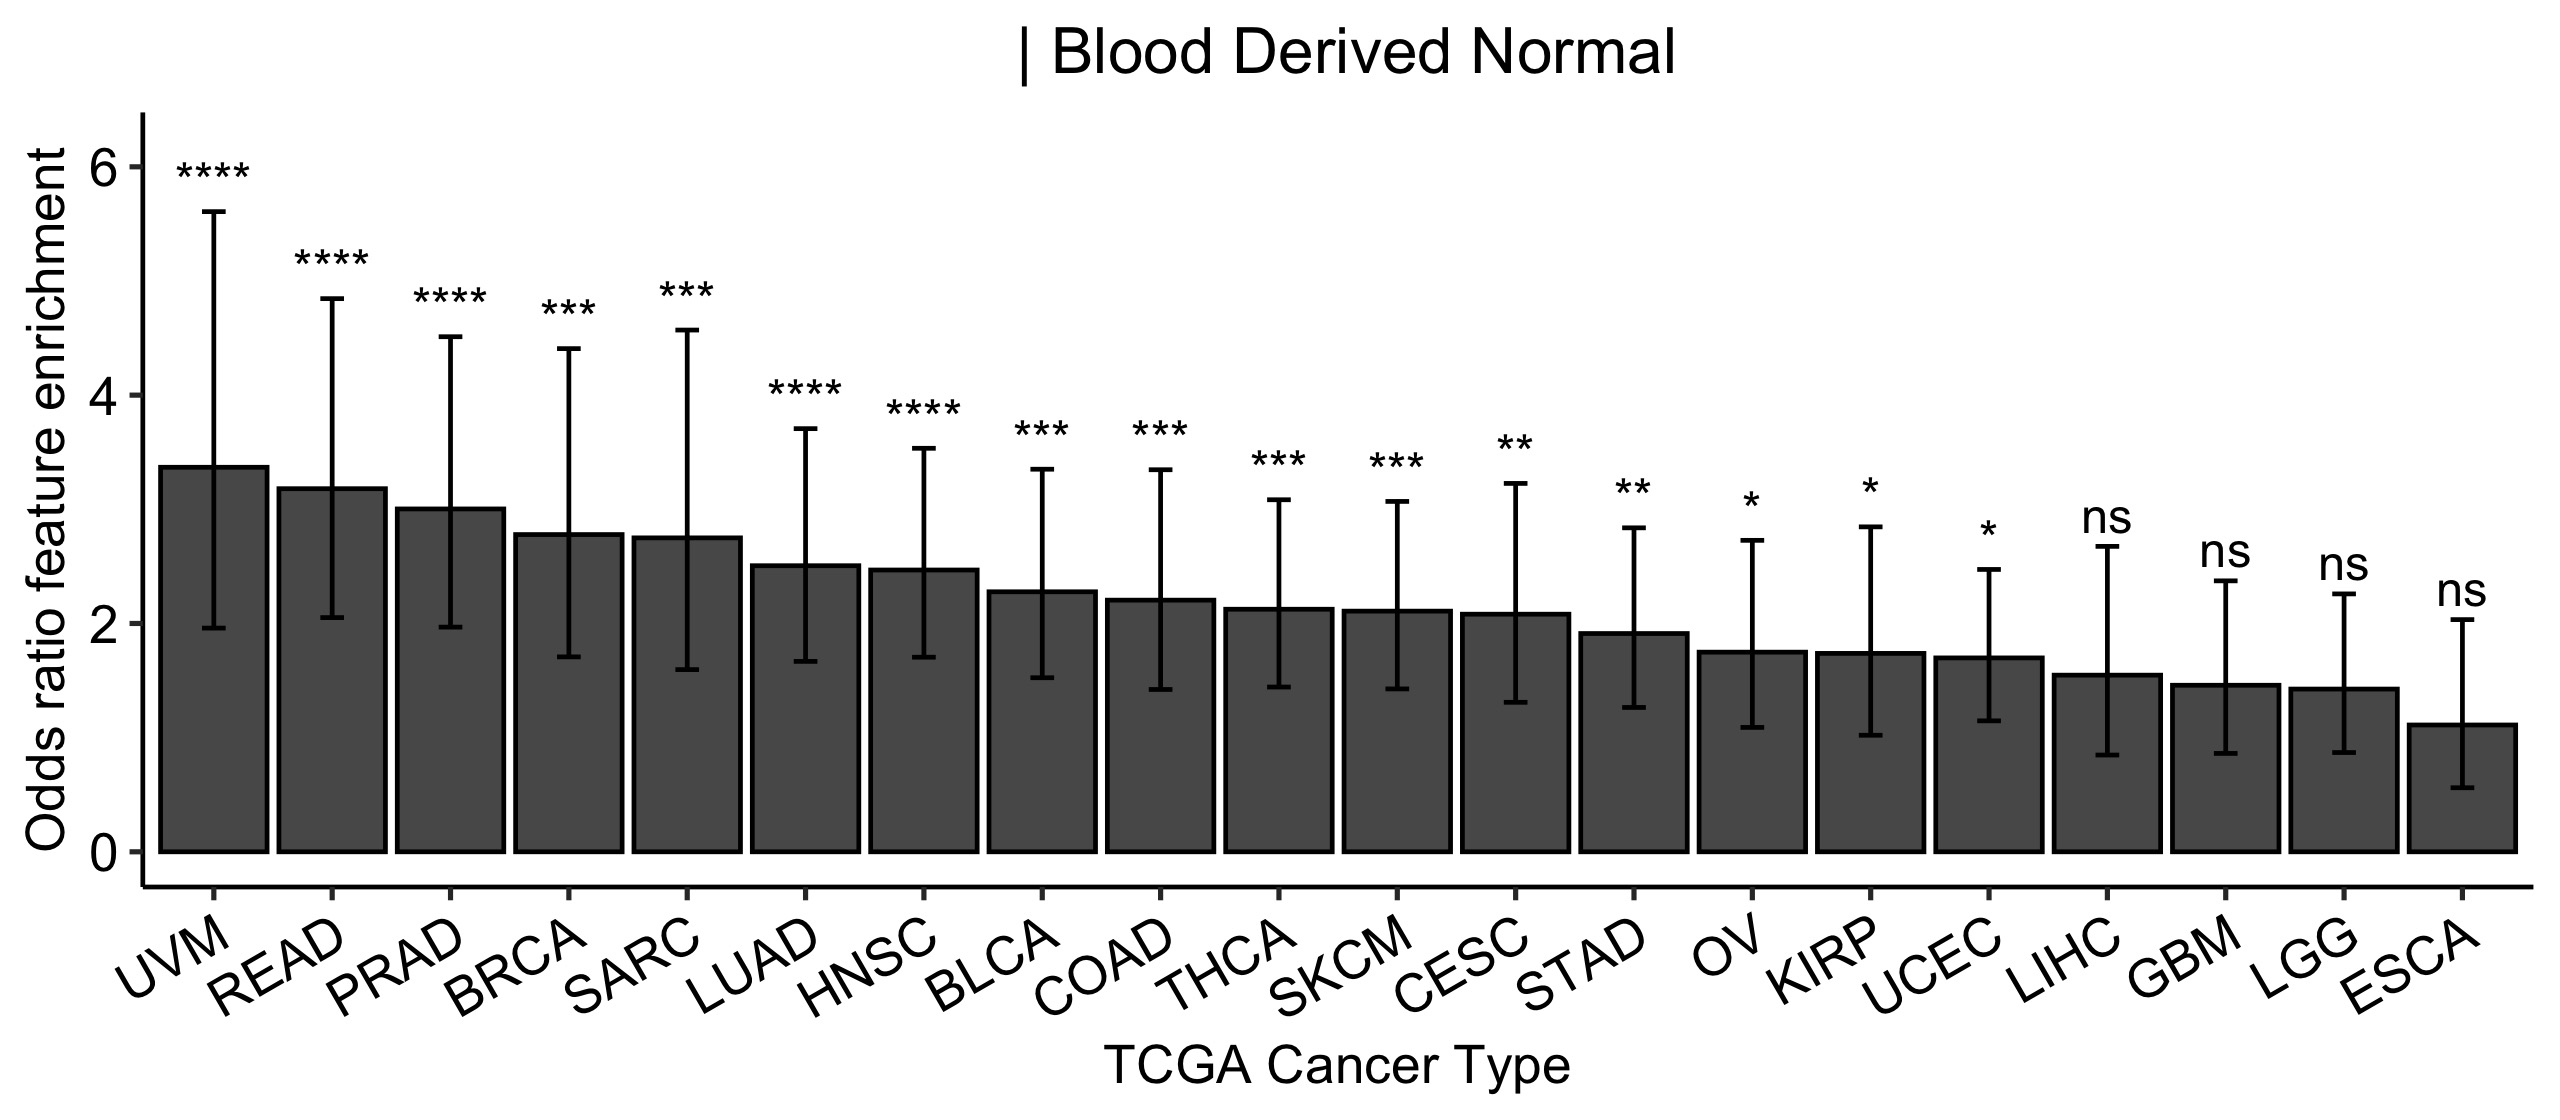 | Blood Derived Normal
Odds ratio feature enrichment
6
4
2
0
****
****
****
***
***
****
****
***
***
***
***
**
**
*
*
*
ns
ns
ns
ns
UVM
READ
PRAD
BRCA
SARC
LUAD
HNSC
BLCA
COAD
THCA
SKCM
CESC
STAD
OV
KIRP
UCEC
LIHC
GBM
LGG
ESCA
TCGA Cancer Type